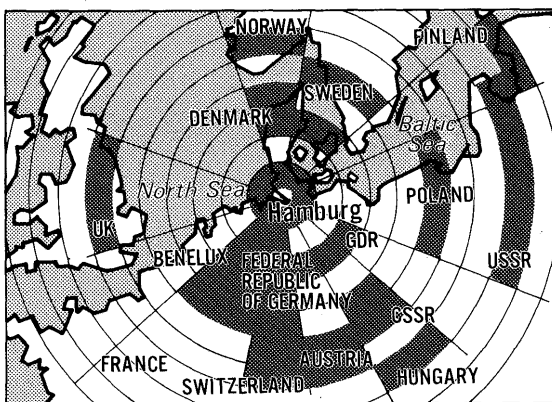 NORWAY
FINLAND
SWEDEN
DENMARK
Baltic
Sea
North Sea
Hamburg
POLAND
UK
GDR
BENELUX
FEDERAL
REPUBLIC
OF GERMANY
USSR
CSSR
FRANCE
AUSTRIA
SWITZERLAND
HUNGARY